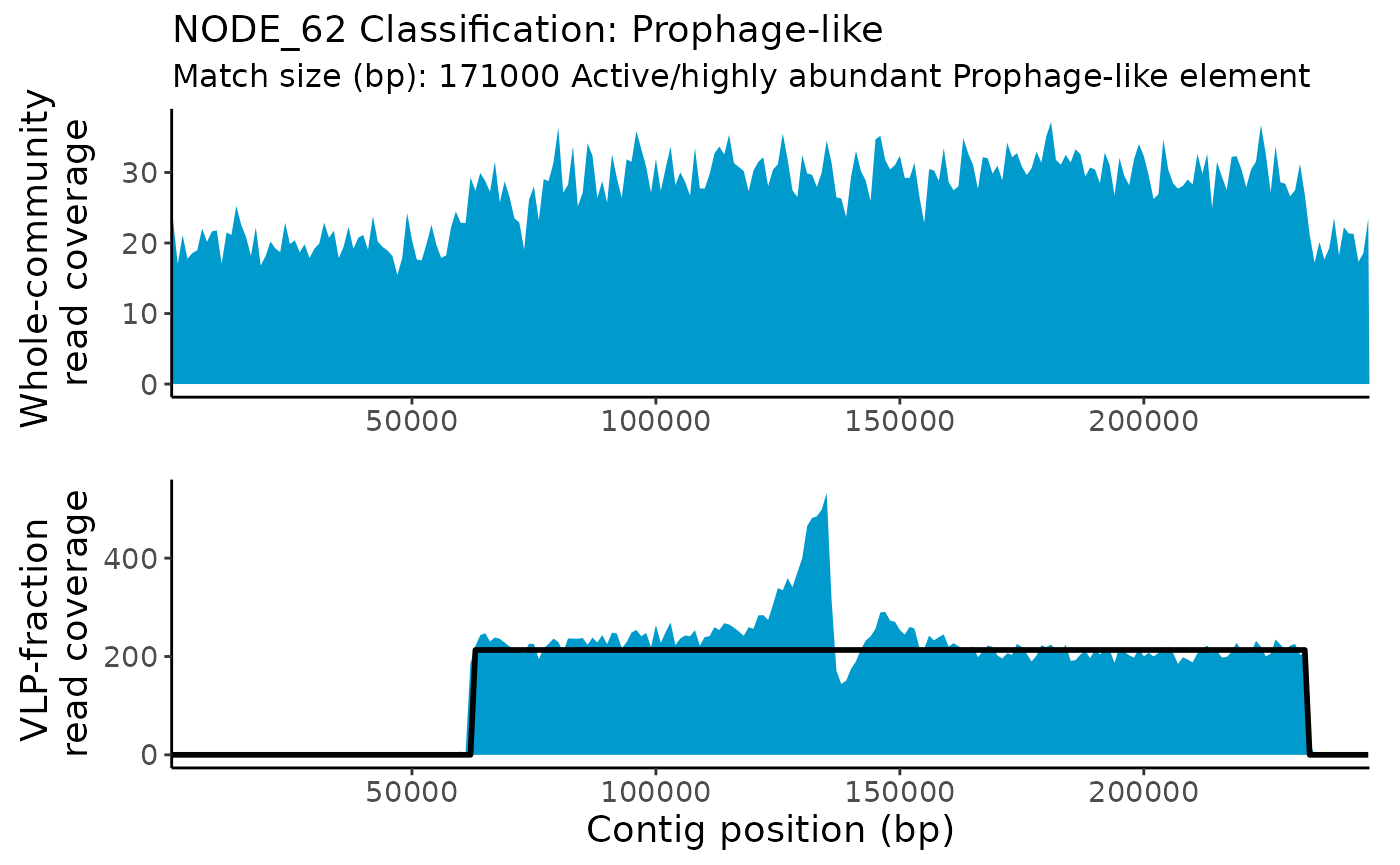 NODE_62 Classification: Prophage-like
Match size (bp): 171000 Active/highly abundant Prophage-like element
Whole-community
read coverage
30
20
10
0
50000 100000 150000 200000
VLP-fraction
read coverage
400
200
0
50000 100000 150000 200000
Contig position (bp)